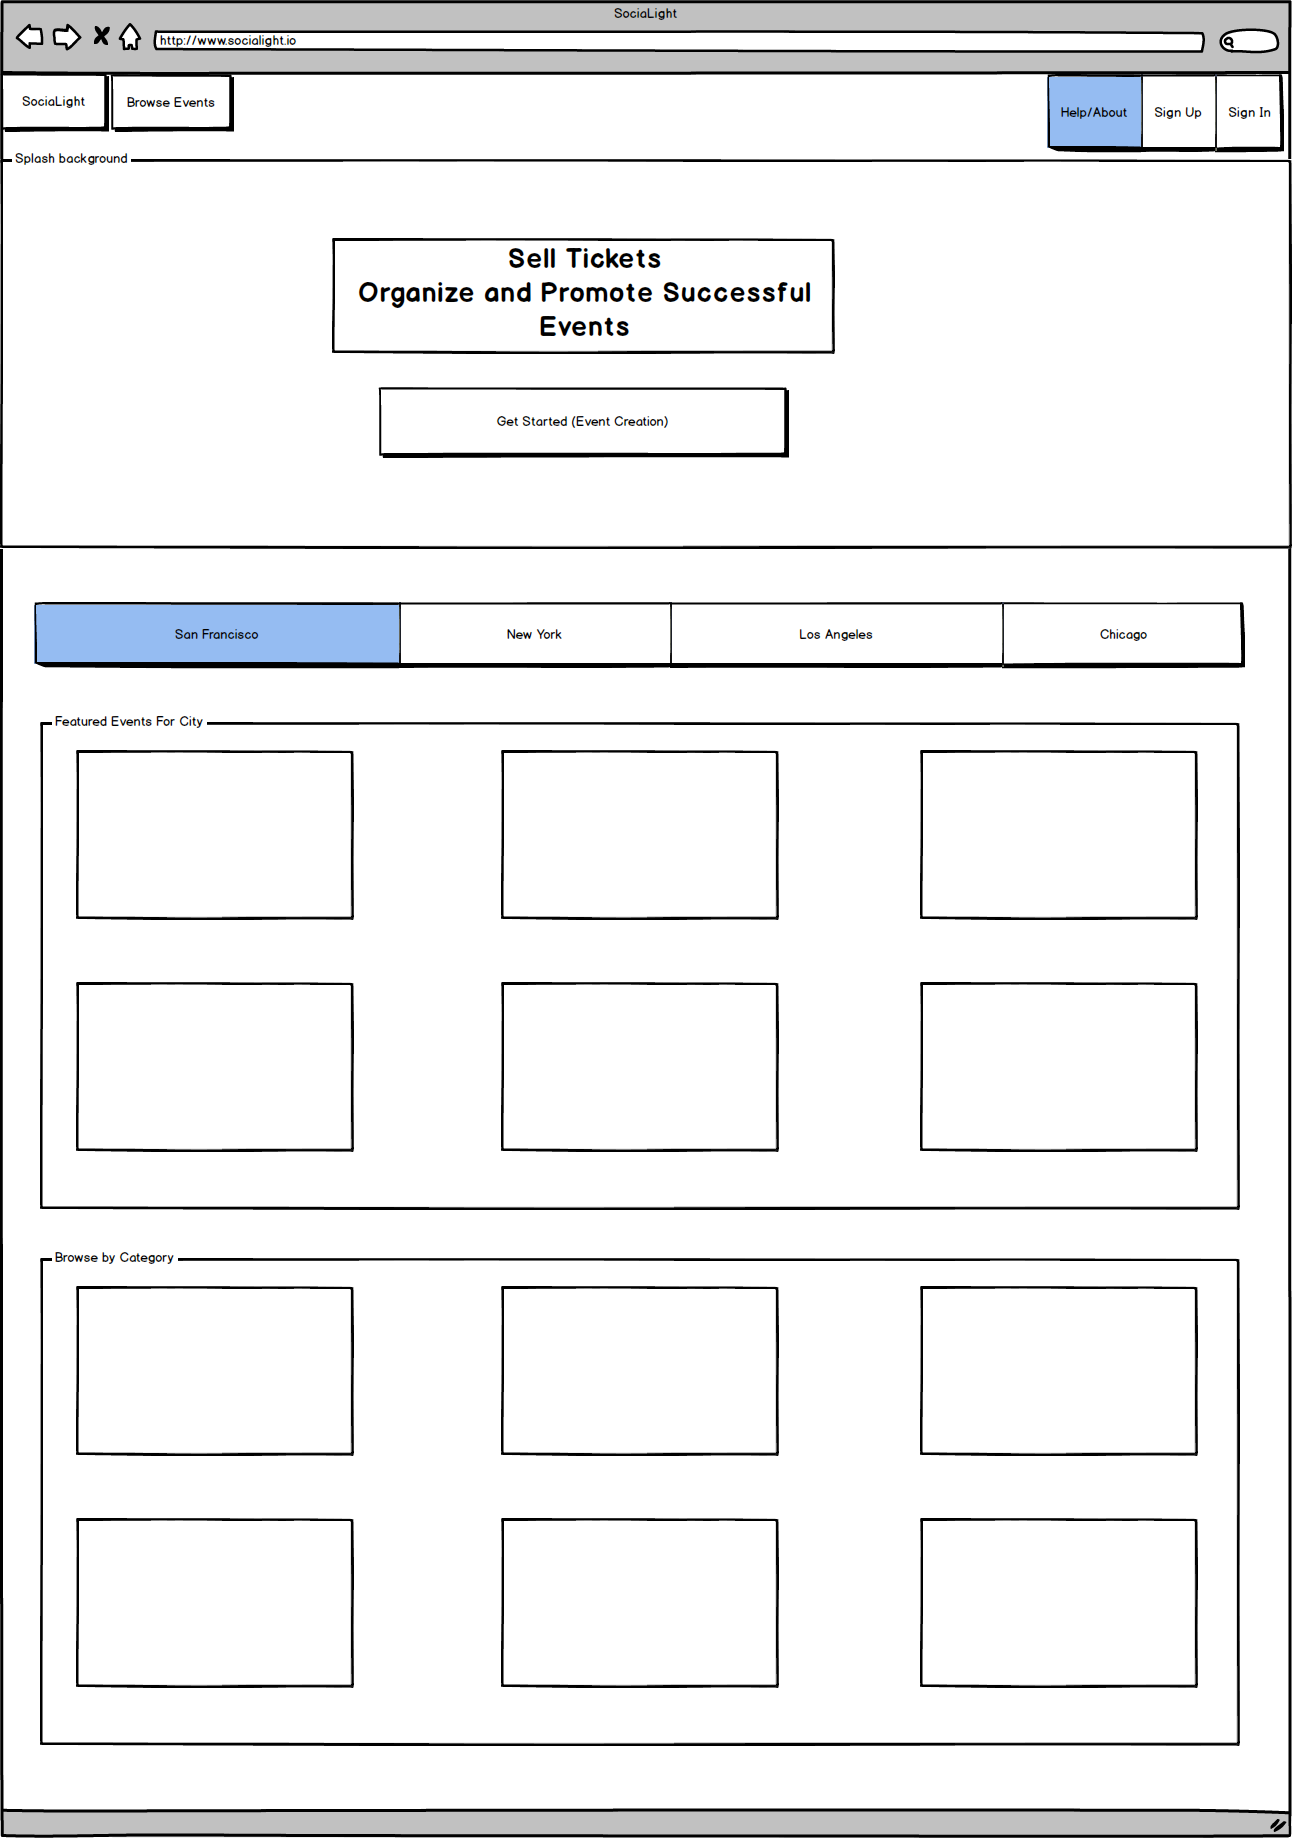 SociaLight
http://www.socialight.io
SociaLight
Browse Events
Help/About
Sign Up
Sign In
Splash background
Sell Tickets
Organize and Promote Successful
Events
Get Started (Event Creation)
San Francisco
New York
Los Angeles
Chicago
Featured Events For City
Browse by Category